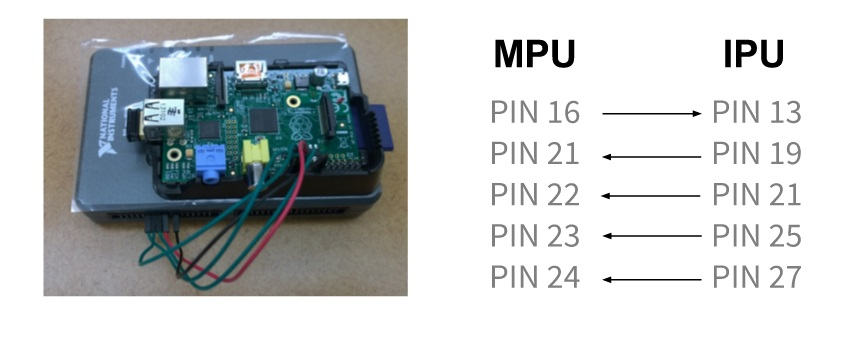 NATIONAL
INSTRUMENTS
MPU IPU
PIN 16 PIN 13
PIN 21 PIN 19
PIN 22 PIN 21
PIN 23 PIN 25
PIN 24 PIN 27